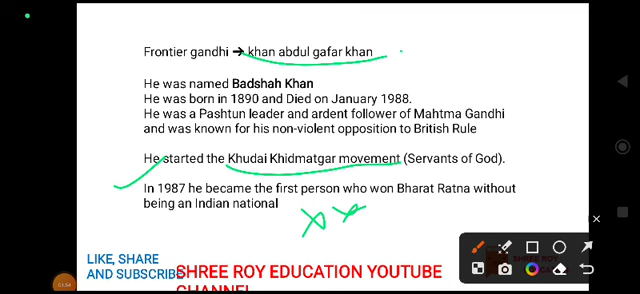 Frontier gandhi ➔ khan abdul gafar khan
He was named Badshah Khan
He was born in 1890 and Died on January 1988.
He was a Pashtun leader and ardent follower of Mahtma Gandhi
and was known for his non-violent opposition to British Rule
He started the Khudai Khidmatgar movement (Servants of God).
In 1987 he became the first person who won Bharat Ratna without
being an Indian national
LIKE, SHARE
AND SUBSCRIBE
SHREE ROY EDUCATION YOUTUBE
CHANNEL